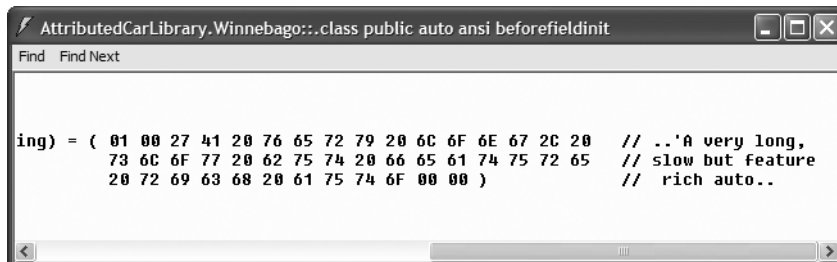 AttributedCarLibrary.Winnebago::.class public auto ansi beforefieldinit
Find Find Next
ing) = ( 01 00 27 41 20 76 65 72 79 20 6C 6F 6E 67 2C 20 // ..'A very long,
73 6C 6F 77 20 62 75 74 20 66 65 61 74 75 72 65 // slow but feature
20 72 69 63 68 20 61 75 74 6F 00 00 ) // rich auto..